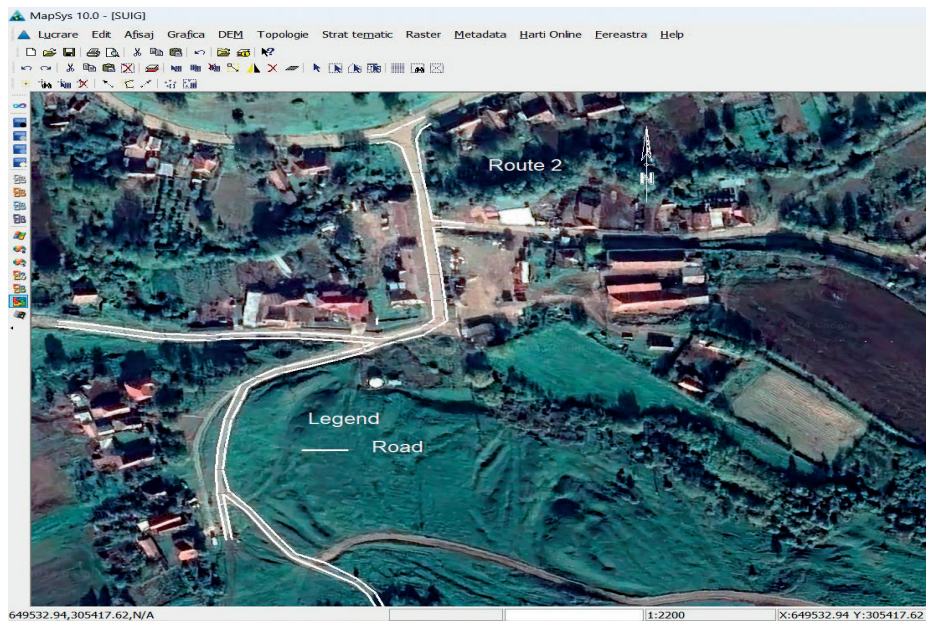 MapSys 10.0 - [SUIG]
Lucrare Edit Afisaj Grafica DEM Topologie Strat tematic Raster Metadata Harti Online Fereastra Help
Route 2
N
Legend
Road
649532.94,305417.62,N/A 1:2200 X:649532.94 Y:305417.62